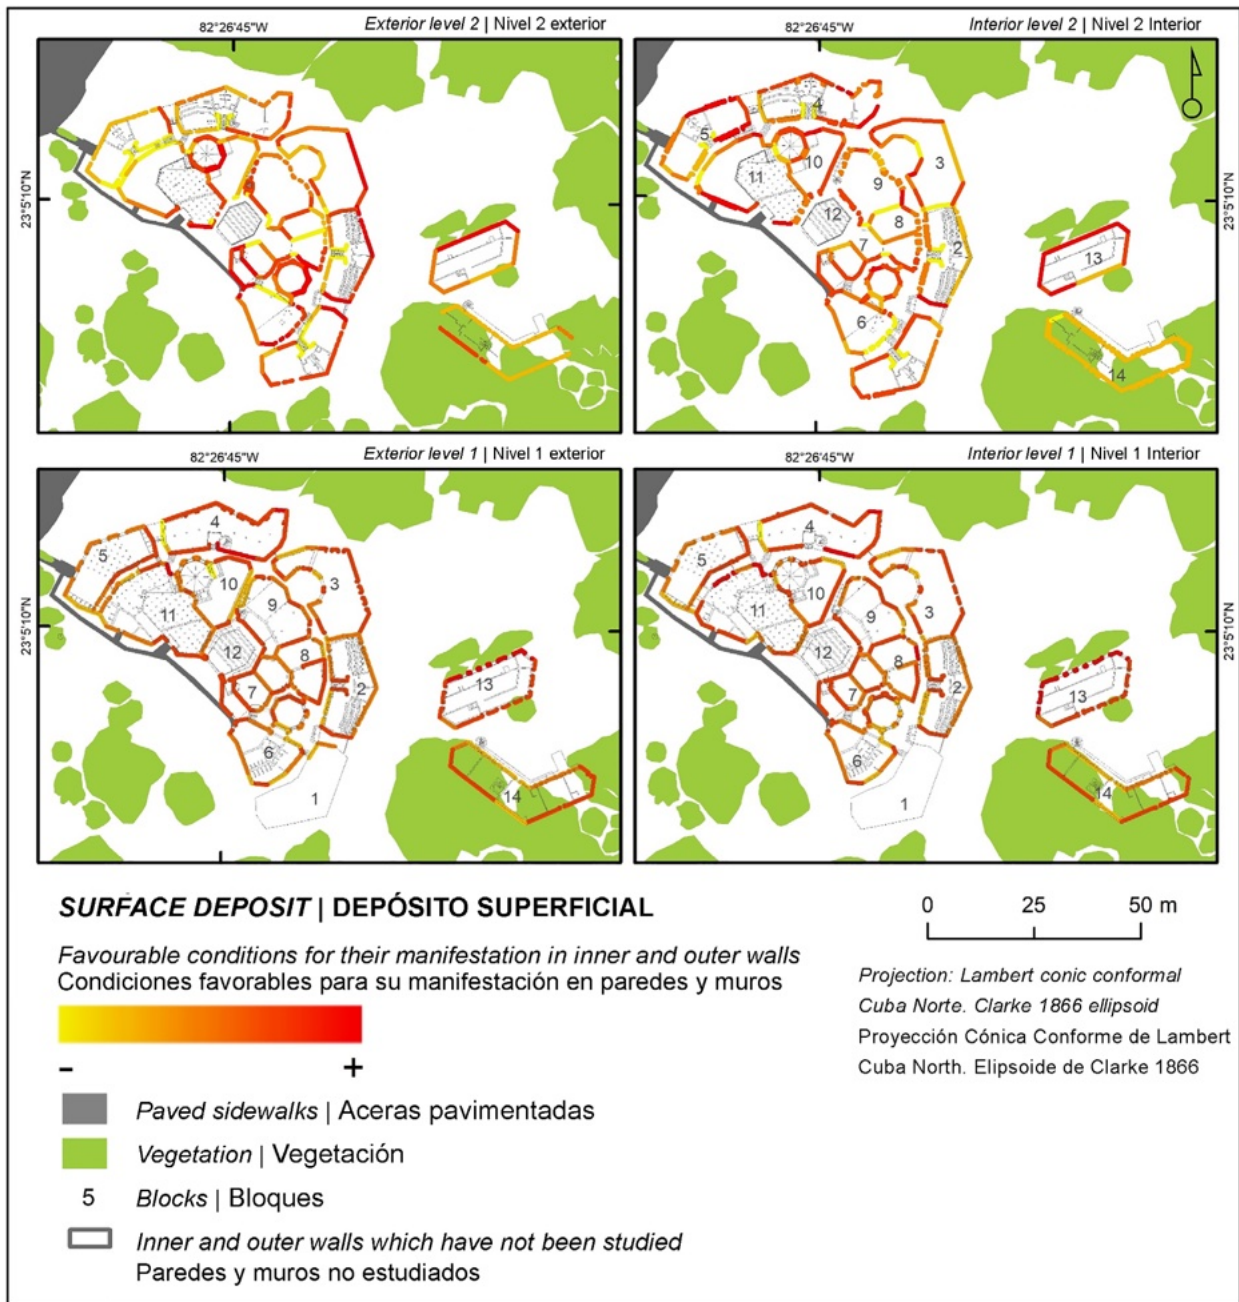 82°26'45"W
Exterior level 2 | Nivel 2 exterior
82°26'45"W
Interior level 2 | Nivel 2 Interior
23°5'10"N
4
5
10
3
11
9
12
8
7
2
13
6
14
23°5'10"N
82°26'45"W
Exterior level 1 | Nivel 1 exterior
82°26'45"W
Interior level 1 | Nivel 1 Interior
23°5'10"N
4
5
10
3
11
9
12
8
13
7
2
6
14
1
4
5
10
3
11
9
12
8
13
7
2
6
14
1
23°5'10"N
SURFACE DEPOSIT | DEPÓSITO SUPERFICIAL
Favourable conditions for their manifestation in inner and outer walls
Condiciones favorables para su manifestación en paredes y muros
- +
Paved sidewalks | Aceras pavimentadas
Vegetation | Vegetación
5 Blocks | Bloques
Inner and outer walls which have not been studied
Paredes y muros no estudiados
0 25 50 m
Projection: Lambert conic conformal
Cuba Norte. Clarke 1866 ellipsoid
Proyección Cónica Conforme de Lambert
Cuba North. Elipsoide de Clarke 1866